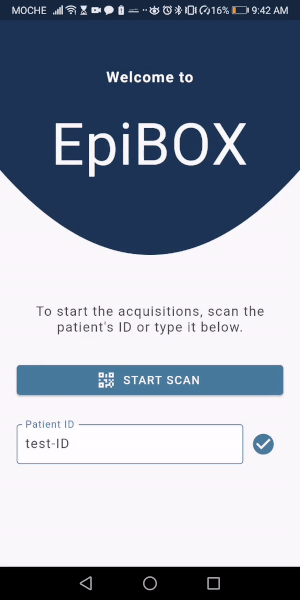 MOCHE 16% 9:42 AM
Welcome to
EpiBOX
To start the acquisitions, scan the
patient's ID or type it below.
START SCAN
Patient ID
test-ID